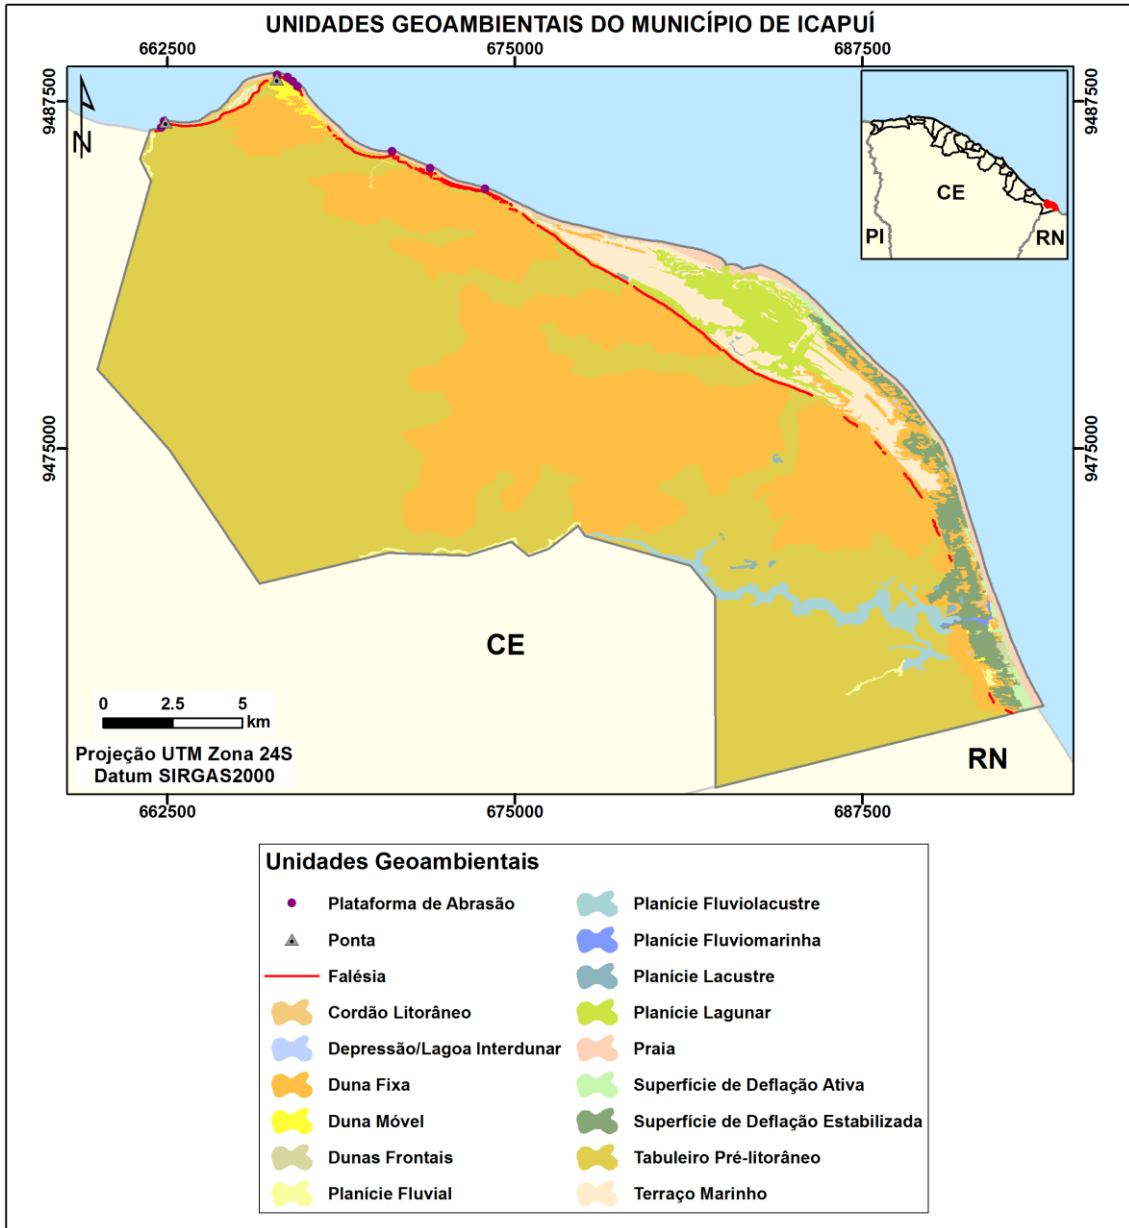 UNIDADES GEOAMBIENTAIS DO MUNICÍPIO DE ICAPUÍ
662500 675000 687500
9487500 9487500
N
CE
PI RN
9475000 9475000
CE
RN
0 2.5 5
km
Projeção UTM Zona 24S
Datum SIRGAS2000
662500 675000 687500
Unidades Geoambientais
Plataforma de Abrasão
Ponta
Falésia
Cordão Litorâneo
Depressão/Lagoa Interdunar
Duna Fixa
Duna Móvel
Dunas Frontais
Planície Fluvial
Planície Fluviolacustre
Planície Fluviomarinha
Planície Lacustre
Planície Lagunar
Praia
Superfície de Deflação Ativa
Superfície de Deflação Estabilizada
Tabuleiro Pré-litorâneo
Terraço Marinho